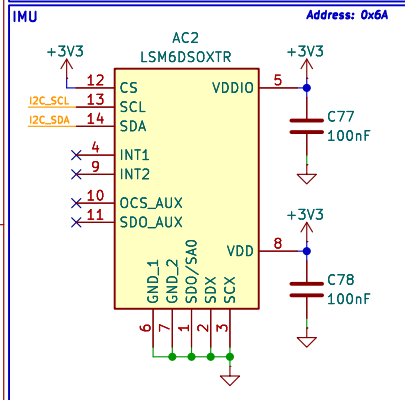 IMU
Address: 0x6A
AC2
LSM6DSOXTR
+3V3
+3V3
12 CS
VDDIO 5
I2C_SCL 13 SCL
I2C_SDA 14 SDA
C77
100nF
4 INT1
9 INT2
10 OCS_AUX
11 SDO_AUX
+3V3
VDD 8
C78
100nF
GND_1 GND_2 SDO/SA0 SDX SCX
6 7 1 2 3